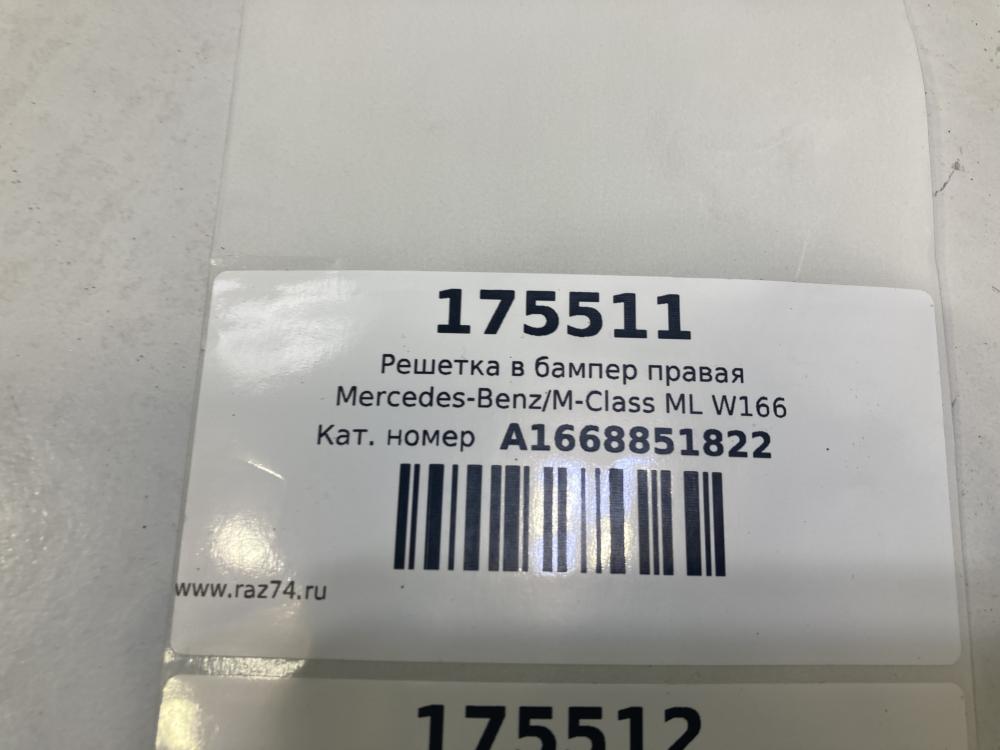 175511
Решетка в бампер правая
Mercedes-Benz/M-Class ML W166
Кат. номер A1668851822
www.raz74.ru
175512